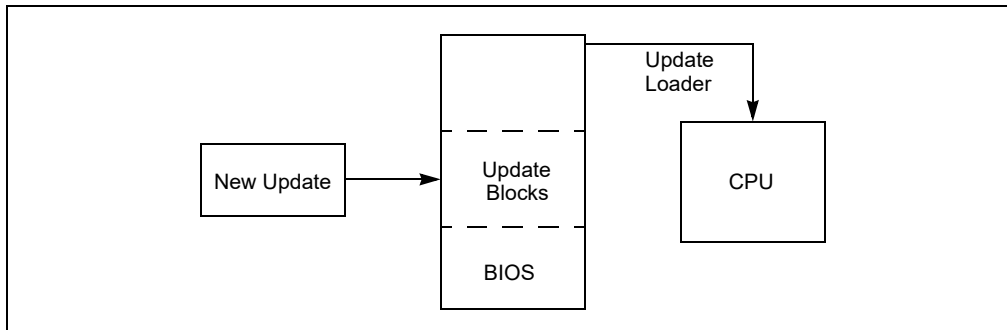 Update
Loader
New Update
Update
Blocks
CPU
BIOS